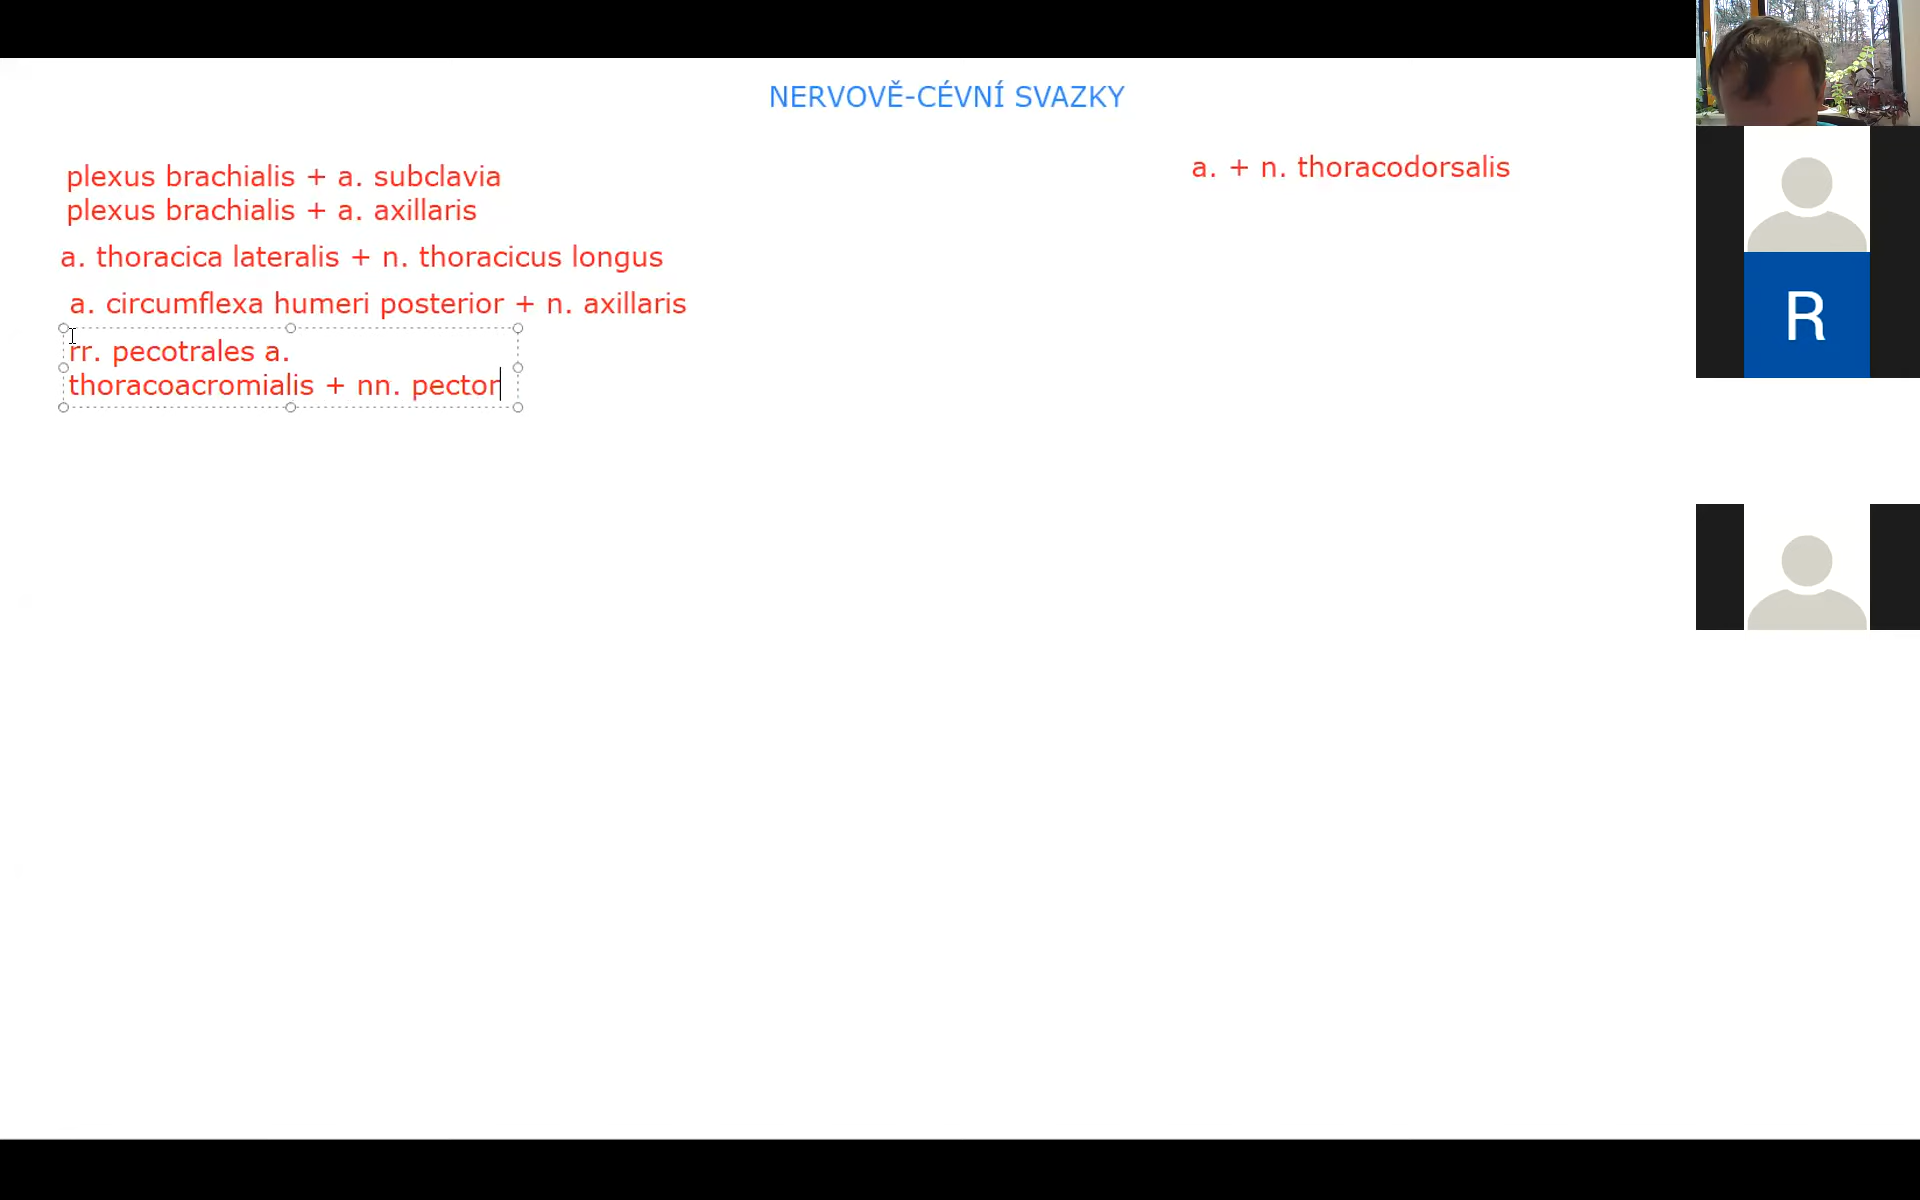 NERVOVĚ-CÉVNÍ SVAZKY
plexus brachialis + a. subclavia
plexus brachialis + a. axillaris
a. thoracica lateralis + n. thoracicus longus
a. circumflexa humeri posterior + n. axillaris
rr. pecotrales a.
thoracoacromialis + nn. pector
a. + n. thoracodorsalis
R